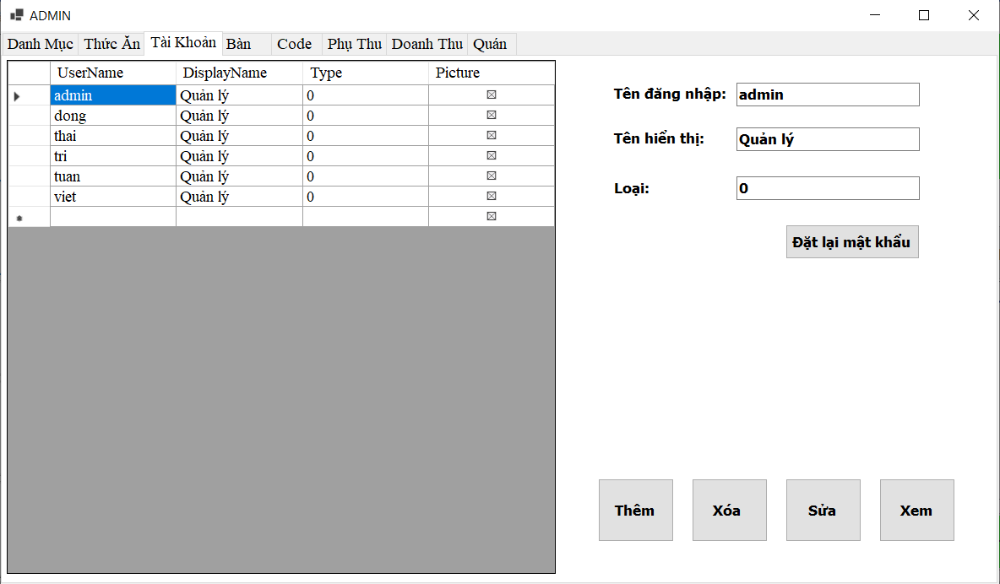 ADMIN
Danh Mục Thức Ăn Tài Khoản Bàn Code Phụ Thu Doanh Thu Quán
UserName DisplayName Type Picture
admin Quản lý 0
dong Quản lý 0
thai Quản lý 0
tri Quản lý 0
tuan Quản lý 0
viet Quản lý 0
Tên đăng nhập: admin
Tên hiển thị: Quản lý
Loại: 0
Đặt lại mật khẩu
Thêm Xóa Sửa Xem